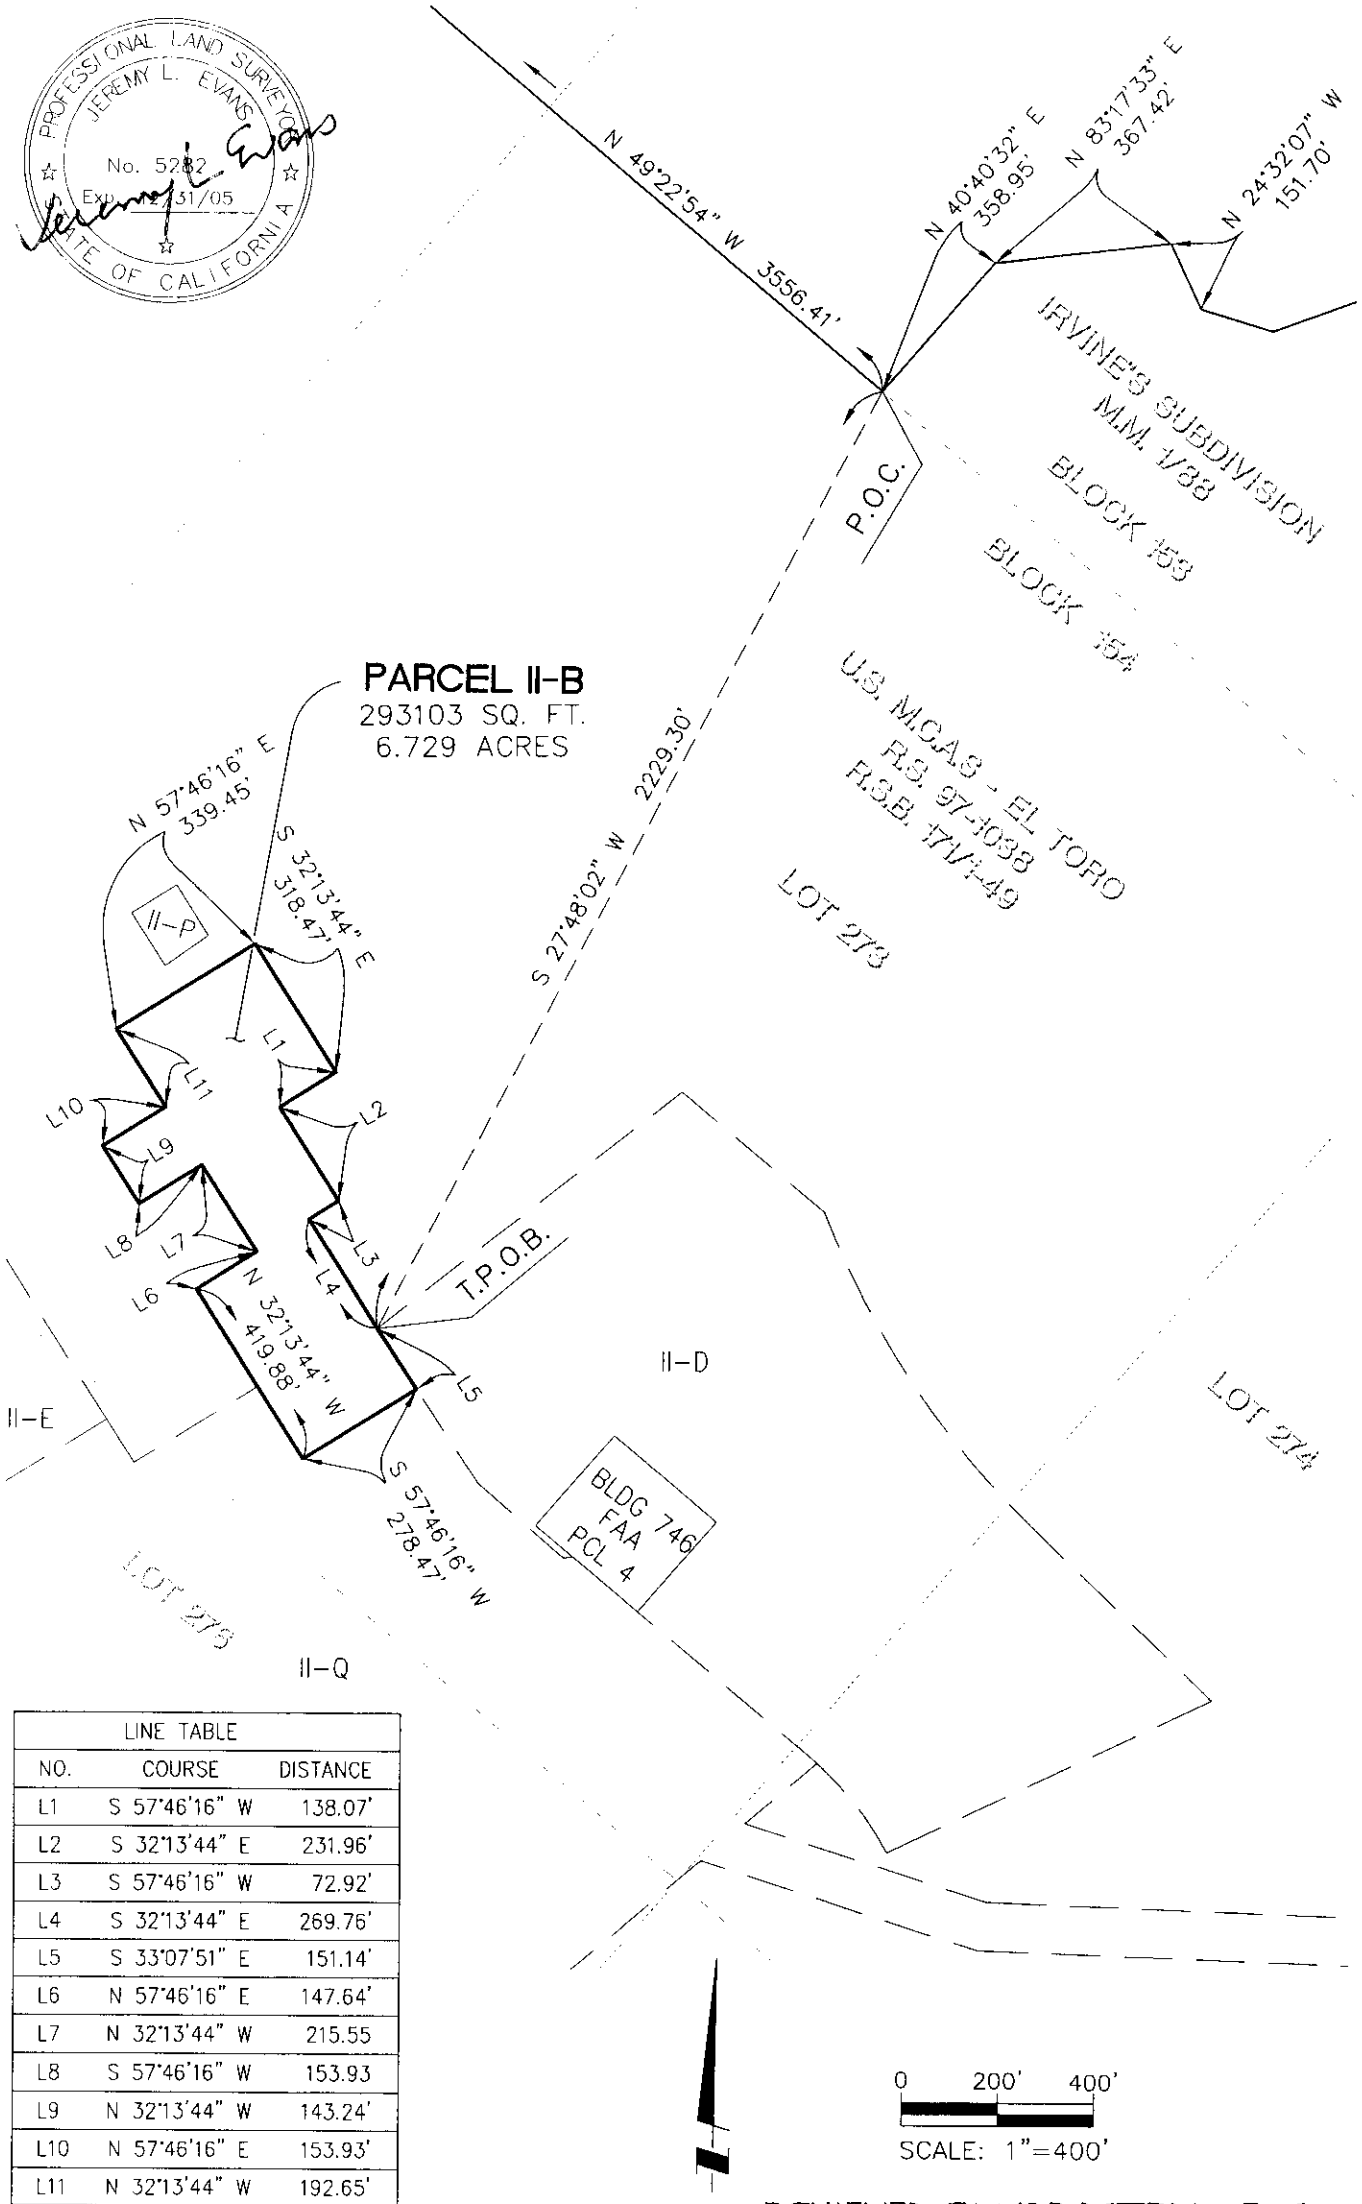 PROFESSIONAL LAND SURVEYOR
JEREMY L. EVANS
No. 5282
Exp. 12/31/05
STATE OF CALIFORNIA
Jeremy L Evans
N 49°22'54" W 3556.41'
N 40°40'32" E
358.95'
N 83°17'33" E
367.42'
N 24°32'07" W
151.70'
IRVINE'S SUBDIVISION
M.M. 1/88
BLOCK 153
BLOCK 154
P.O.C.
U.S. M.C.A.S - EL TORO
R.S. 97-1038
R.S.B. 171/1-49
LOT 273
PARCEL II-B
293103 SQ. FT.
6.729 ACRES
S 27°48'02" W 2229.30'
N 57°46'16" E
339.45'
S 32°13'44" E
318.47'
II-P
L1
L11
L10
L2
L9
L8
L7
L3
L4
L6
T.P.O.B.
N 32°13'44" W
419.88'
L5
II-D
II-E
S 57°46'16" W
278.47'
BLDG 746
FAA
PCL 4
LOT 274
LOT 275
II-Q
LINE TABLE
NO. COURSE DISTANCE
L1 S 57°46'16" W 138.07'
L2 S 32°13'44" E 231.96'
L3 S 57°46'16" W 72.92'
L4 S 32°13'44" E 269.76'
L5 S 33°07'51" E 151.14'
L6 N 57°46'16" E 147.64'
L7 N 32°13'44" W 215.55
L8 S 57°46'16" W 153.93
L9 N 32°13'44" W 143.24'
L10 N 57°46'16" E 153.93'
L11 N 32°13'44" W 192.65'
0 200' 400'
SCALE: 1"=400'